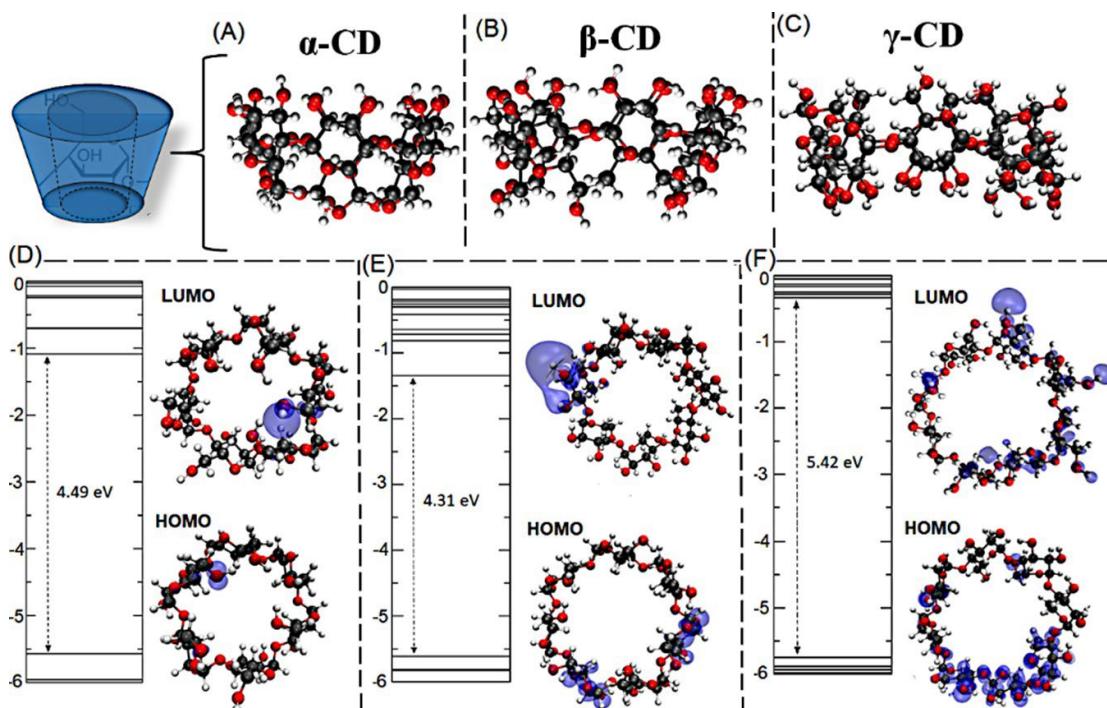 (A)
α-CD
(B)
β-CD
(C)
γ-CD
HO
OH
O
(D)
0
-1
-2
-3
-4
-5
-6
4.49 eV
LUMO
HOMO
(E)
0
-1
-2
-3
-4
-5
-6
4.31 eV
LUMO
HOMO
(F)
0
-1
-2
-3
-4
-5
-6
5.42 eV
LUMO
HOMO